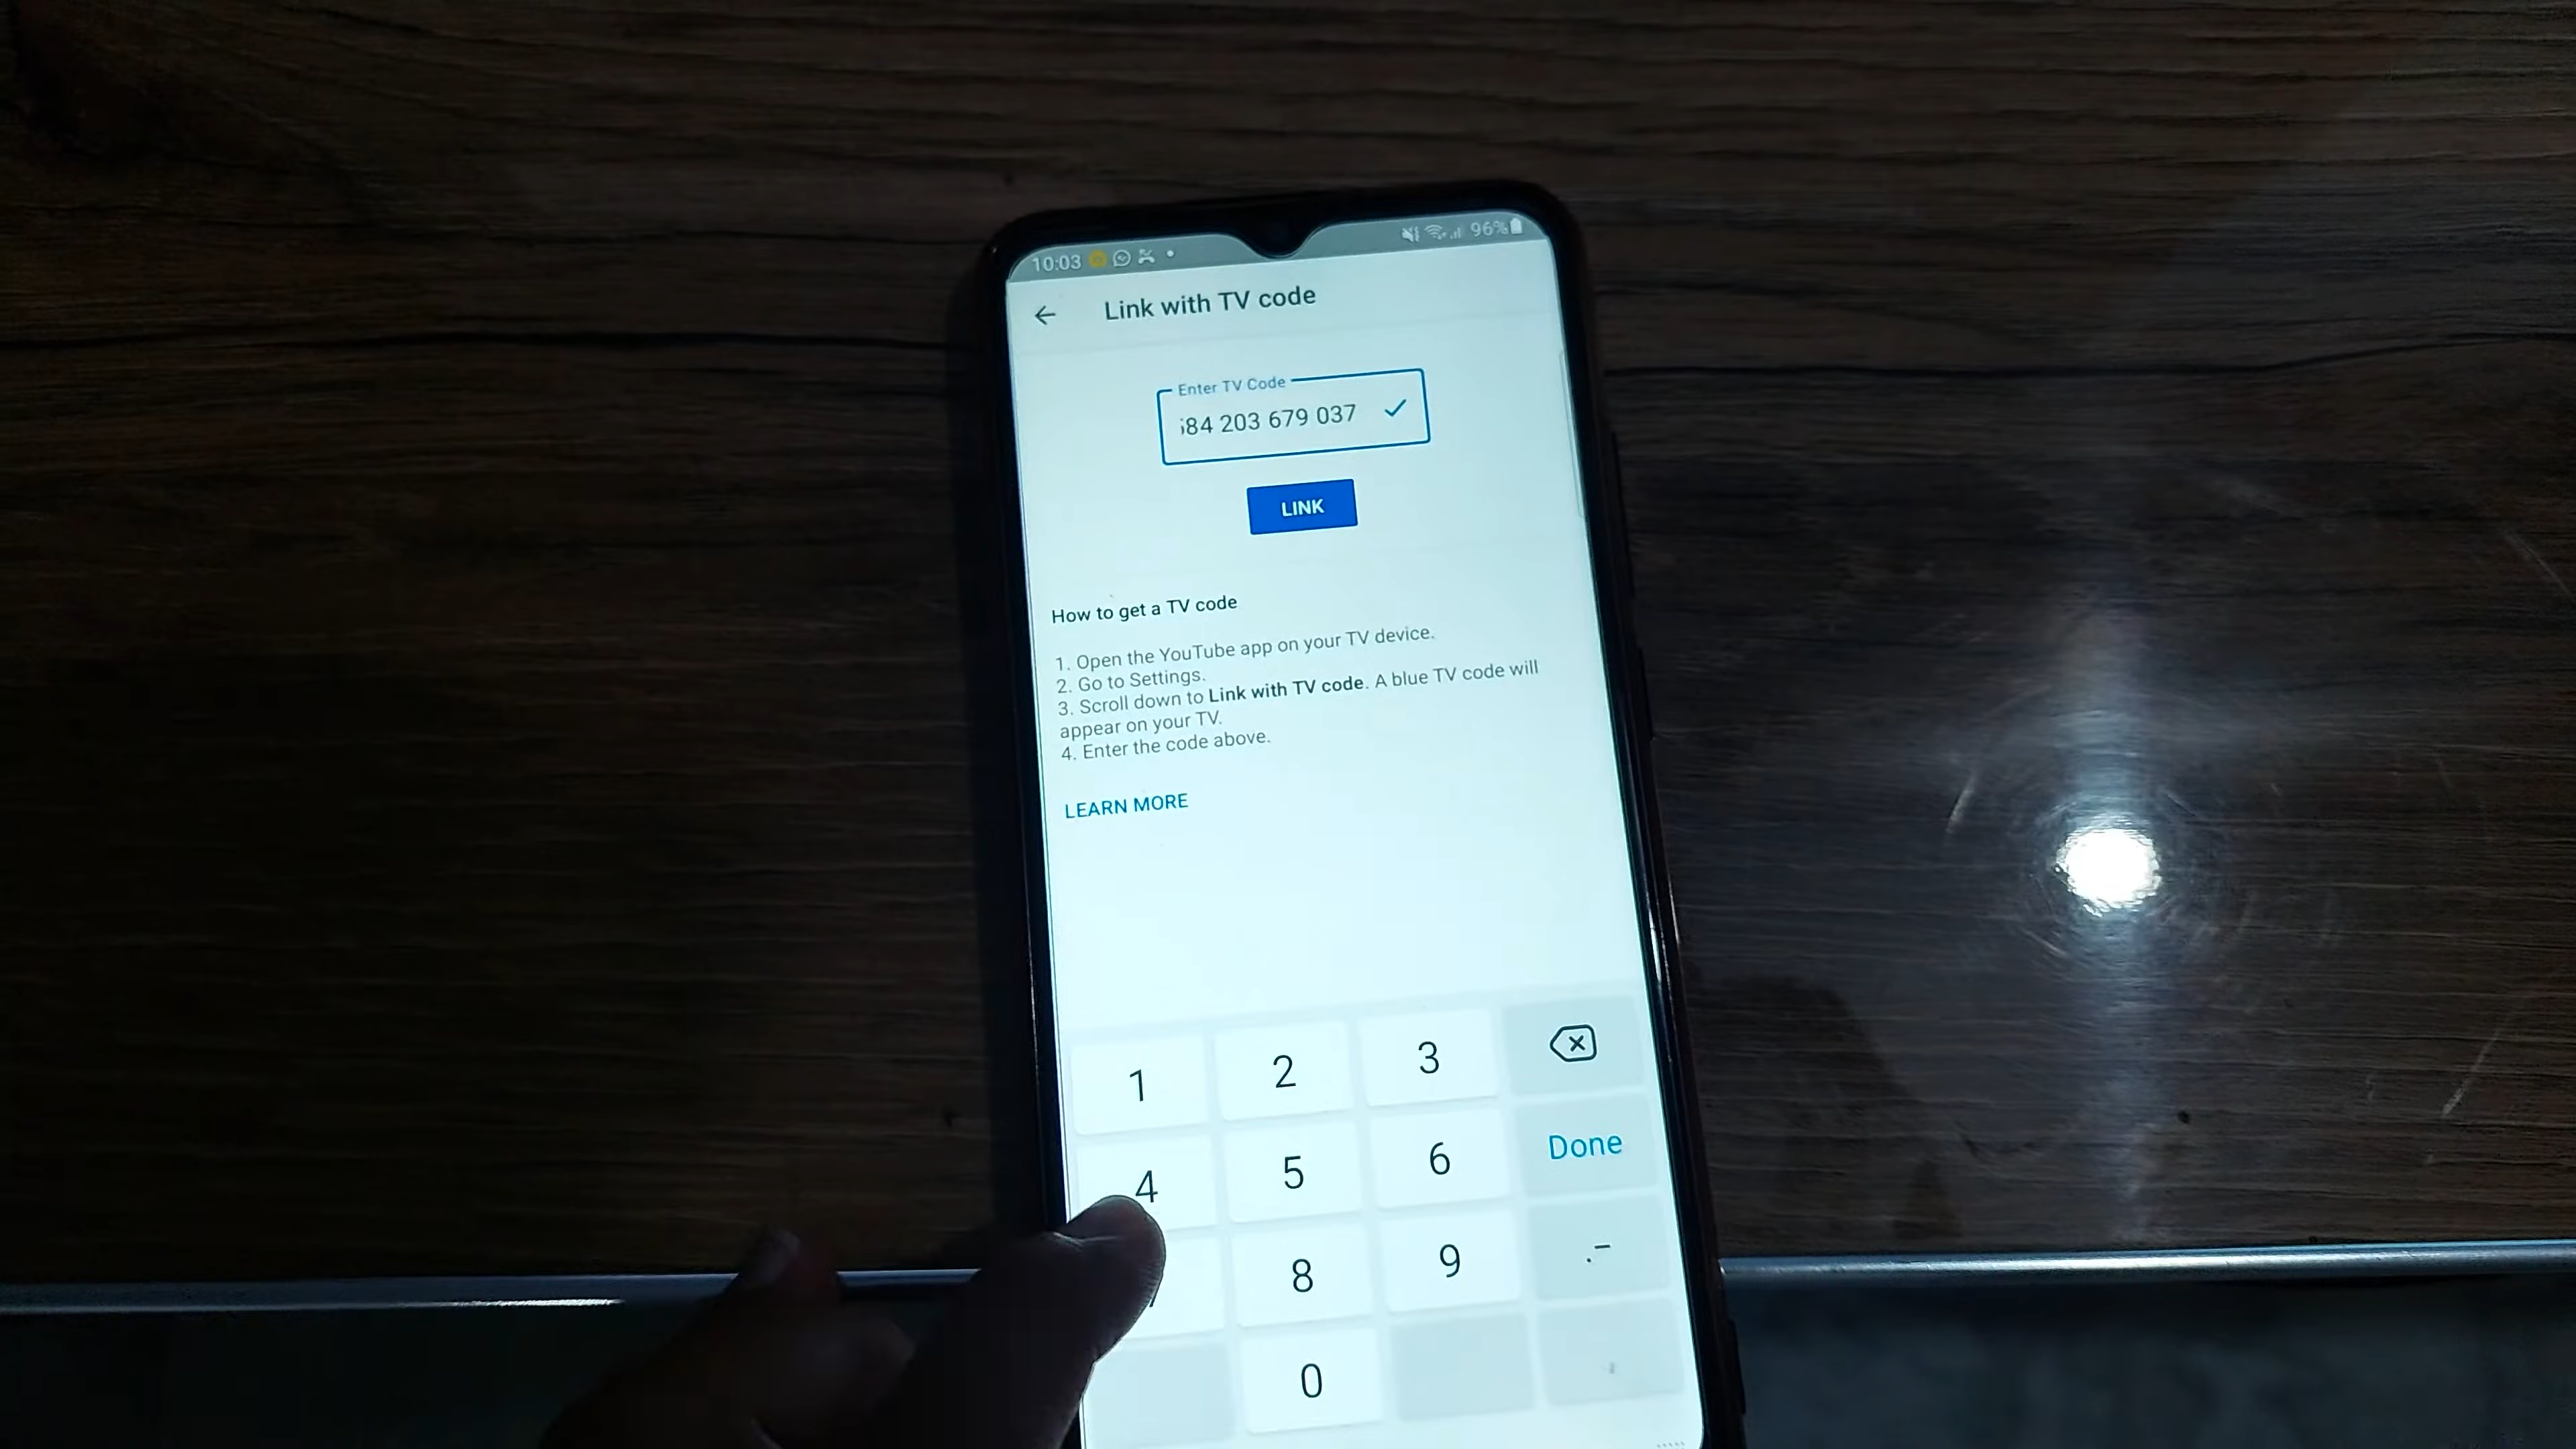 10:03
96%
Link with TV code
Enter TV Code
84 203 679 037
LINK
How to get a TV code
1. Open the YouTube app on your TV device.
2. Go to Settings.
3. Scroll down to Link with TV code. A blue TV code will
appear on your TV.
4. Enter the code above.
LEARN MORE
1 2 3
4 5 6 Done
8 9 .-
0 ,